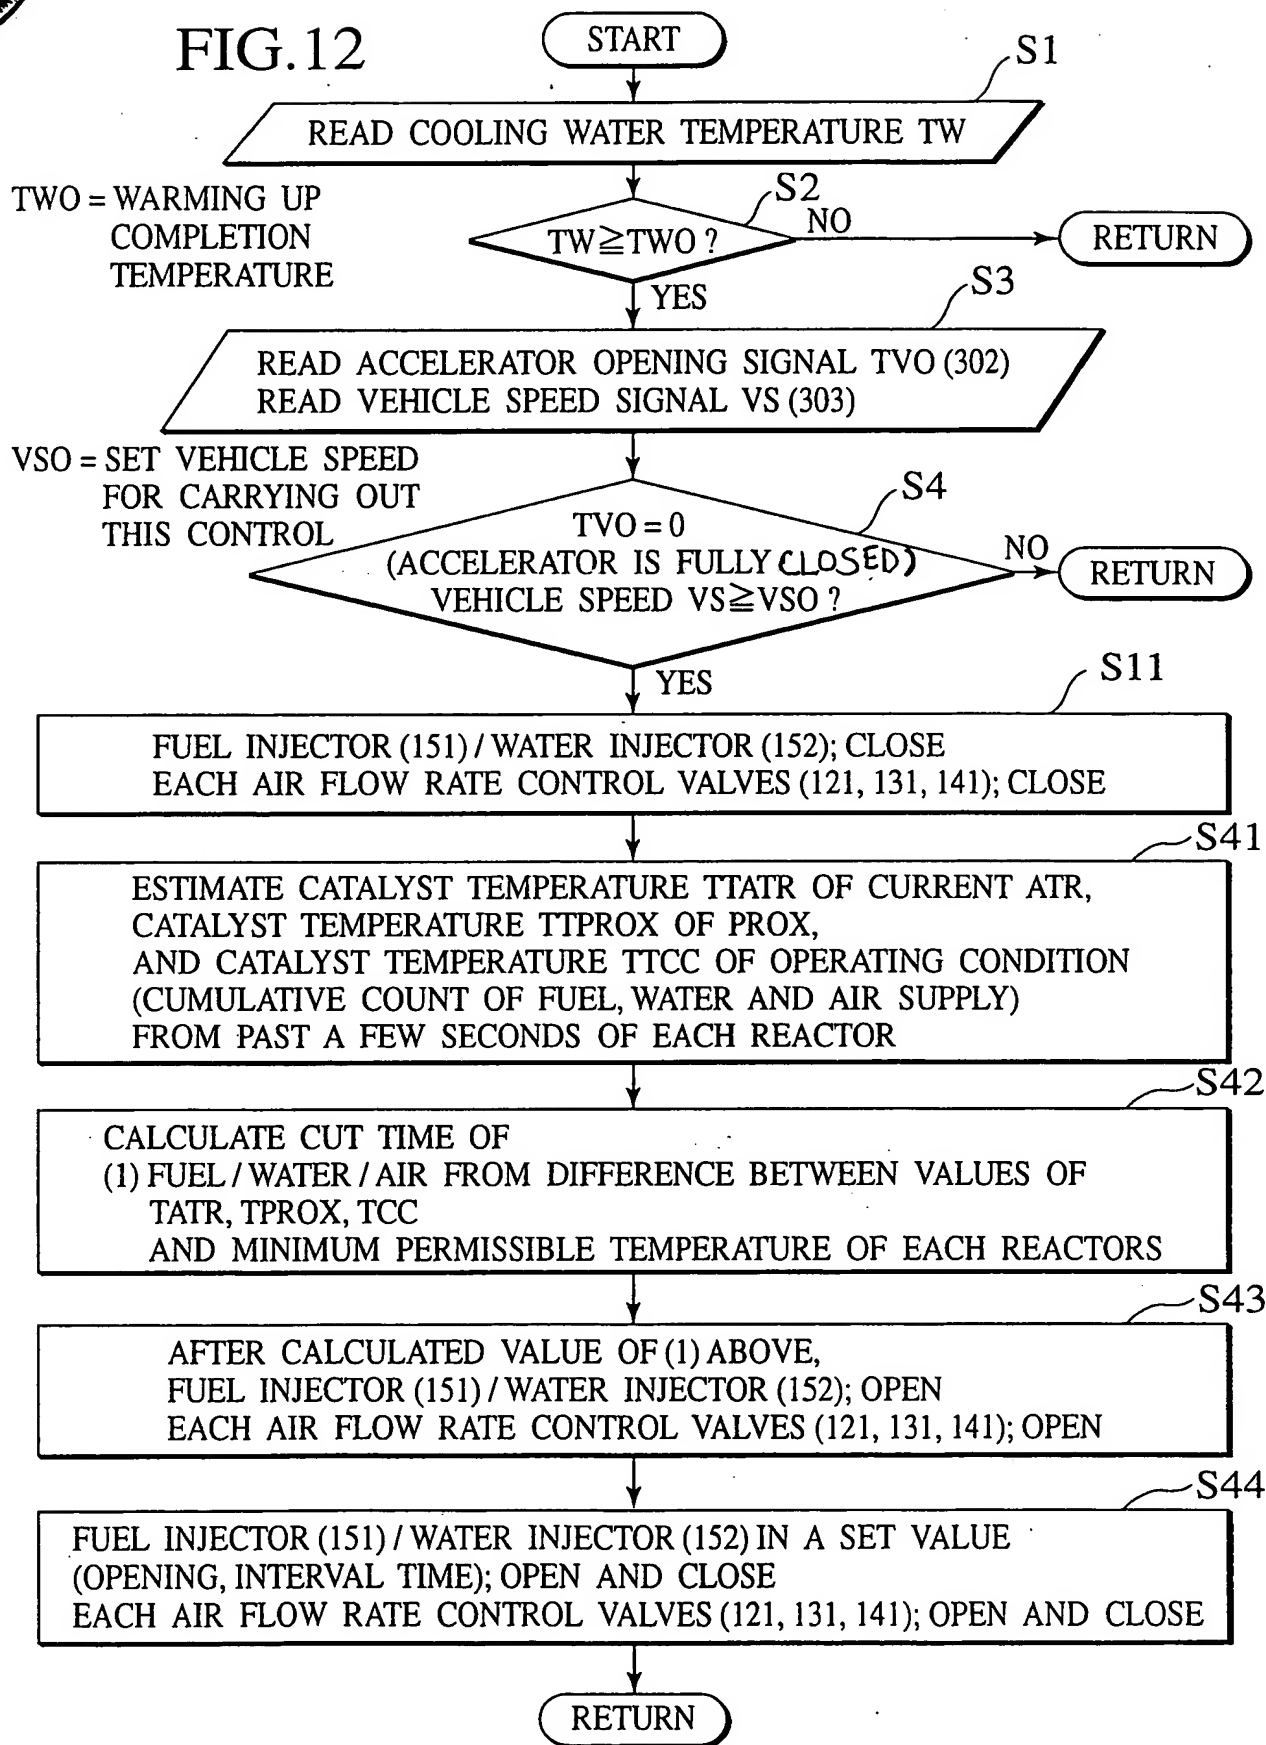 FIG.12
START
S1
READ COOLING WATER TEMPERATURE TW
TWO = WARMING UP
COMPLETION
TEMPERATURE
S2
TW≧TWO ?
NO
RETURN
YES
S3
READ ACCELERATOR OPENING SIGNAL TVO (302)
READ VEHICLE SPEED SIGNAL VS (303)
VSO = SET VEHICLE SPEED
FOR CARRYING OUT
THIS CONTROL
S4
TVO = 0
(ACCELERATOR IS FULLY CLOSED)
VEHICLE SPEED VS≧VSO ?
NO
RETURN
YES
S11
FUEL INJECTOR (151) / WATER INJECTOR (152); CLOSE
EACH AIR FLOW RATE CONTROL VALVES (121, 131, 141); CLOSE
S41
ESTIMATE CATALYST TEMPERATURE TTATR OF CURRENT ATR,
CATALYST TEMPERATURE TTPROX OF PROX,
AND CATALYST TEMPERATURE TTCC OF OPERATING CONDITION
(CUMULATIVE COUNT OF FUEL, WATER AND AIR SUPPLY)
FROM PAST A FEW SECONDS OF EACH REACTOR
S42
CALCULATE CUT TIME OF
(1) FUEL / WATER / AIR FROM DIFFERENCE BETWEEN VALUES OF
TATR, TPROX, TCC
AND MINIMUM PERMISSIBLE TEMPERATURE OF EACH REACTORS
S43
AFTER CALCULATED VALUE OF (1) ABOVE,
FUEL INJECTOR (151) / WATER INJECTOR (152); OPEN
EACH AIR FLOW RATE CONTROL VALVES (121, 131, 141); OPEN
S44
FUEL INJECTOR (151) / WATER INJECTOR (152) IN A SET VALUE
(OPENING, INTERVAL TIME); OPEN AND CLOSE
EACH AIR FLOW RATE CONTROL VALVES (121, 131, 141); OPEN AND CLOSE
RETURN